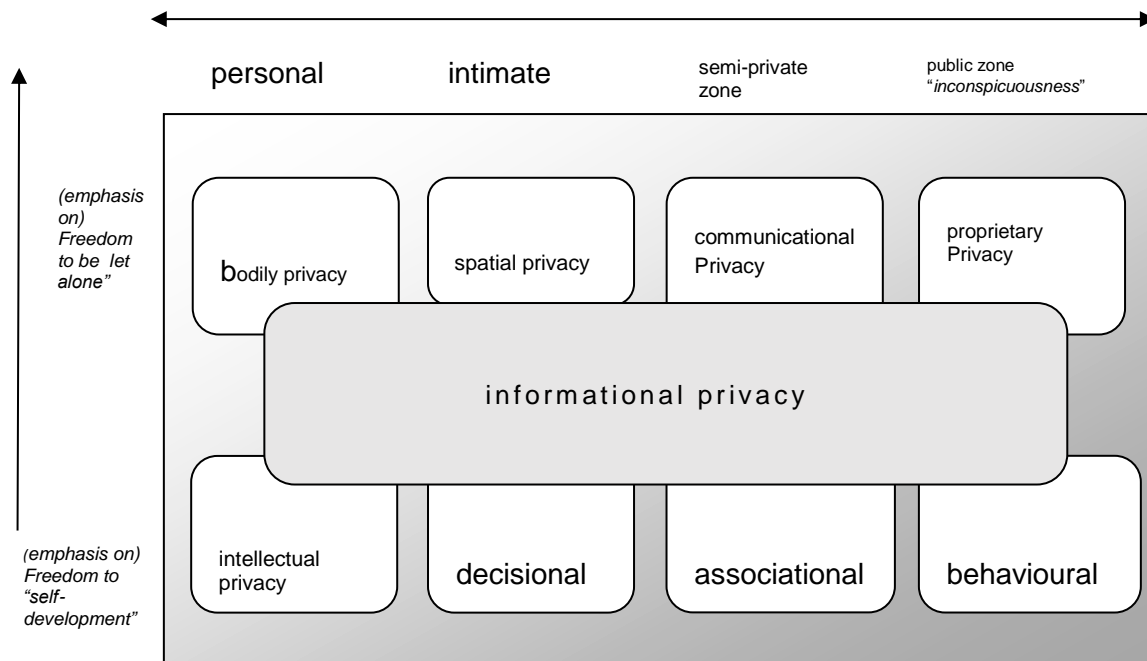 personal
intimate
semi-private
zone
public zone
“inconspicuousness”
(emphasis
on)
Freedom
to be let
alone”
bodily privacy
spatial privacy
communicational
Privacy
proprietary
Privacy
informational privacy
(emphasis on)
Freedom to
“self-
development”
intellectual
privacy
decisional
associational
behavioural